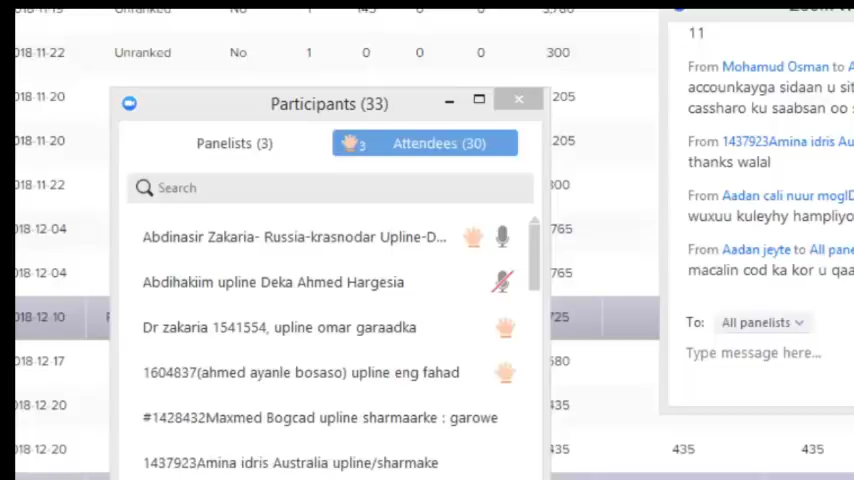 018-11-22 Unranked No 1 0 0 0 300
018-11-20 205
018-11-20 205
018-11-22 300
018-12-04 765
018-12-04 765
018-12-10 725
018-12-17 580
018-12-20 435
018-12-20 435 435 435
Participants (33)
Panelists (3)
3 Attendees (30)
Search
Abdinasir Zakaria- Russia-krasnodar Upline-D...
Abdihakiim upline Deka Ahmed Hargesia
Dr zakaria 1541554, upline omar garaadka
1604837(ahmed ayanle bosaso) upline eng fahad
#1428432Maxmed Bogcad upline sharmaarke : garowe
1437923Amina idris Australia upline/sharmake
11
From Mohamud Osman to A
accounkayga sidaan u sit
cassharo ku saabsan oo s
From 1437923Amina idris Au
thanks walal
From Aadan cali nuur moglD
wuxuu kuleyhy hampliyo
From Aadan jeyte to All pane
macalin cod ka kor u qaa
To: All panelists
Type message here...